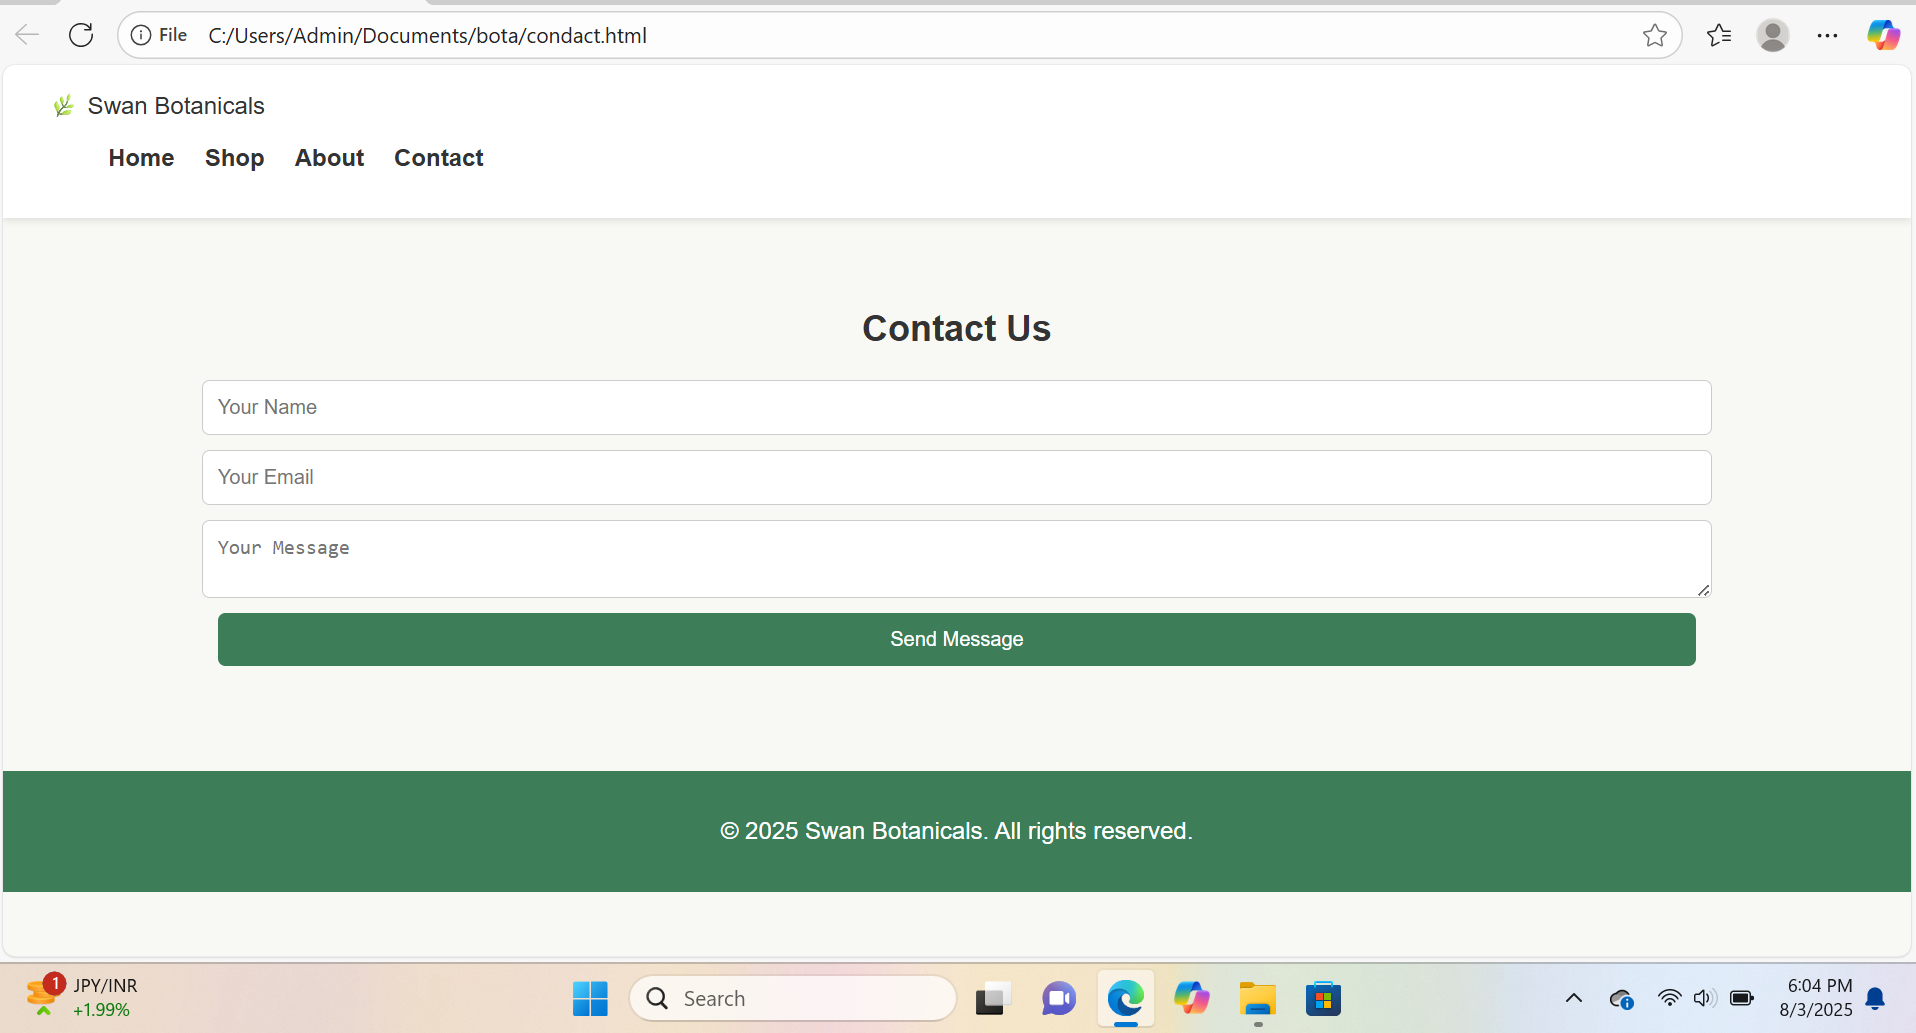 File C:/Users/Admin/Documents/bota/condact.html
Swan Botanicals
Home Shop About Contact
Contact Us
Your Name
Your Email
Your Message
Send Message
© 2025 Swan Botanicals. All rights reserved.
1 JPY/INR
+1.99%
Search
6:04 PM
8/3/2025